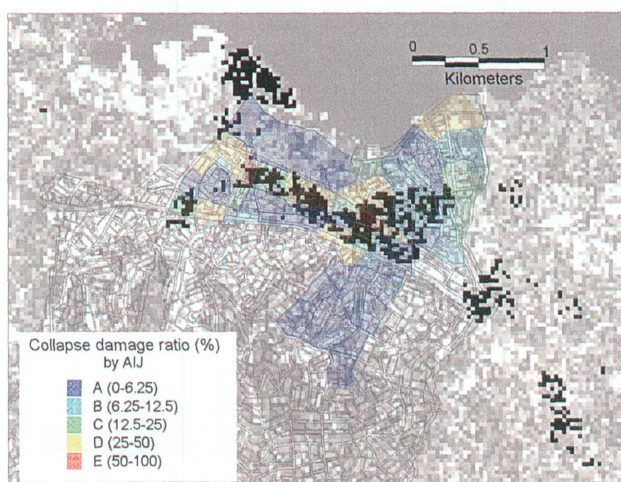 0 0.5 1
Kilometers
Collapse damage ratio (%)
by AIJ
A (0-6.25)
B (6.25-12.5)
C (12.5-25)
D (25-50)
E (50-100)